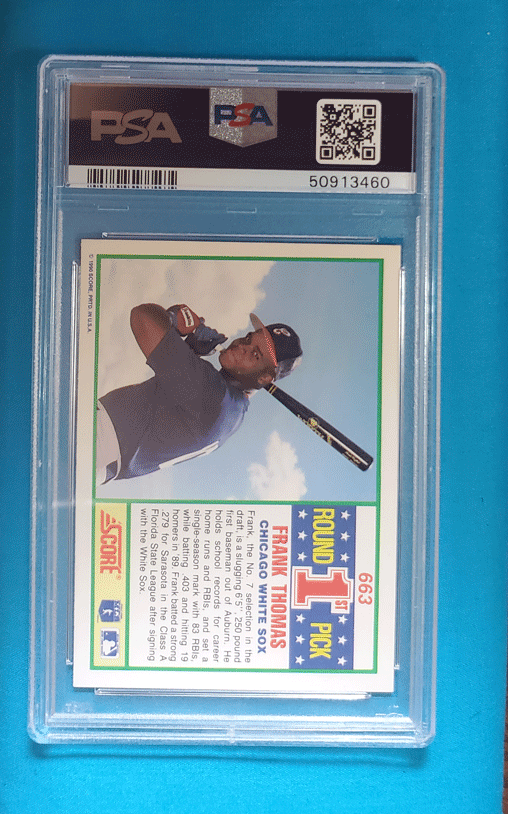 PSA
PSA
50913460
663
ROUND 1ST PICK
FRANK THOMAS
CHICAGO WHITE SOX
Frank, the No. 7 selection in the
draft, is a slugging 6'5", 250 pound
first baseman out of Auburn. He
holds school records for career
home runs and RBIs, and set a
single-season mark with 83 RBIs,
while batting .403 and hitting 19
homers in '89. Frank batted a strong
.279 for Sarasota in the Class A
Florida State League after signing
with the White Sox.
SCORE®
© 1990 SCORE, PRT'D. IN U.S.A.